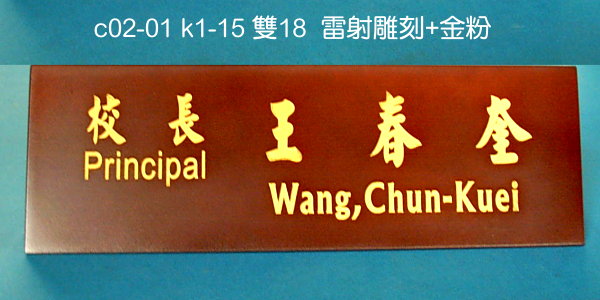 c02-01 k1-15 雙18 雷射雕刻+金粉
校長 王春奎
Principal Wang,Chun-Kuei